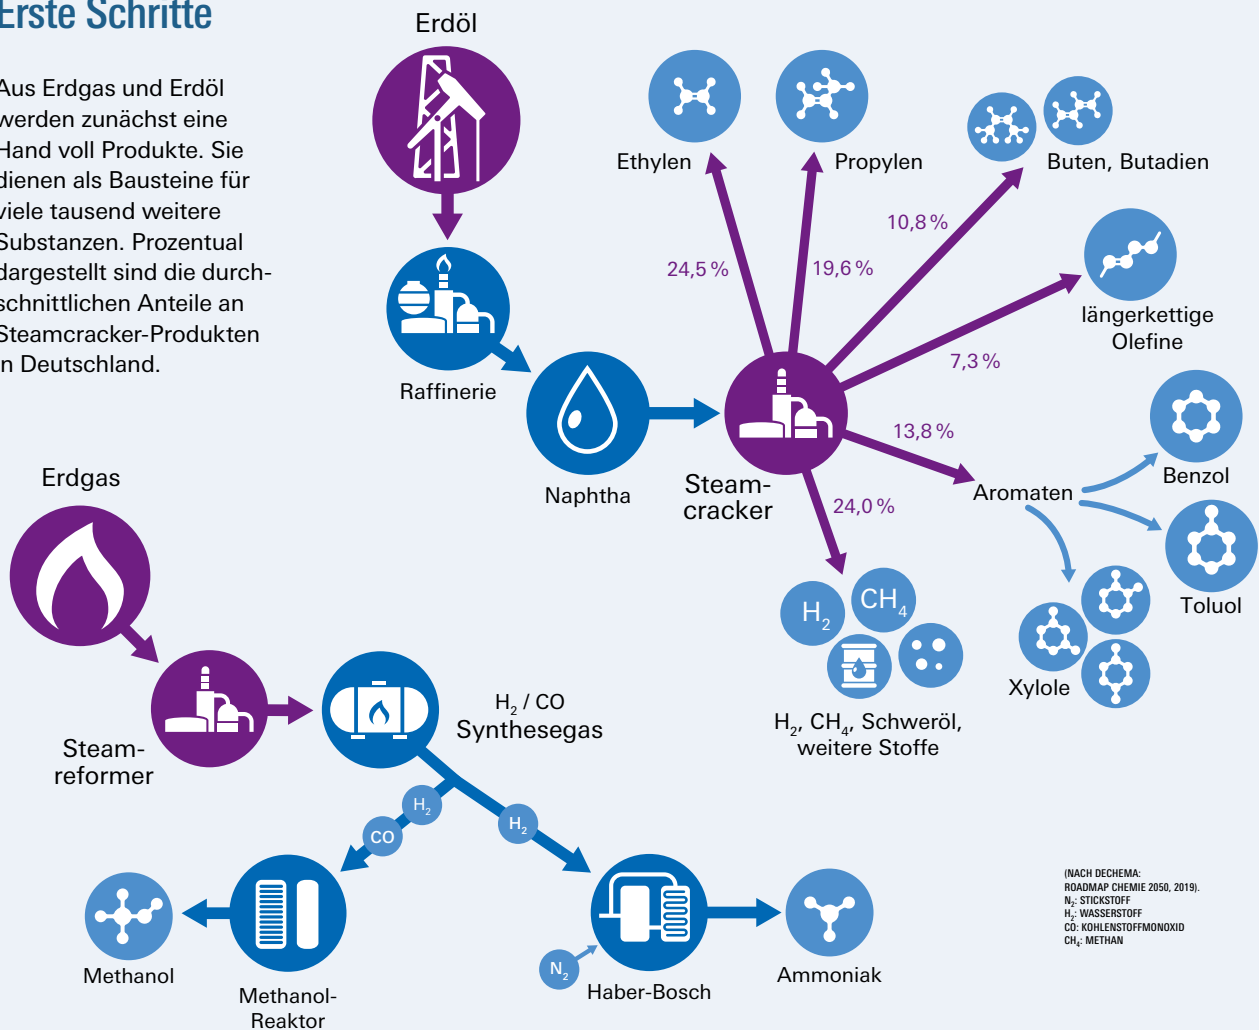 Erste Schritte
Aus Erdgas und Erdöl
werden zunächst eine
Hand voll Produkte. Sie
dienen als Bausteine für
viele tausend weitere
Substanzen. Prozentual
dargestellt sind die durch-
schnittlichen Anteile an
Steamcracker-Produkten
in Deutschland.
Erdöl
Raffinerie
Naphtha
Steam-
cracker
Ethylen
24,5 %
Propylen
19,6 %
Buten, Butadien
10,8 %
längerkettige
Olefine
7,3 %
13,8 %
Aromaten
Benzol
Toluol
Xylole
24,0 %
H₂
CH₄
H₂, CH₄, Schweröl,
weitere Stoffe
Erdgas
Steam-
reformer
H₂ / CO
Synthesegas
H₂
CO
H₂
Methanol
Methanol-
Reaktor
N₂
Haber-Bosch
Ammoniak
(NACH DECHEMA:
ROADMAP CHEMIE 2050, 2019).
N₂: STICKSTOFF
H₂: WASSERSTOFF
CO: KOHLENSTOFFMONOXID
CH₄: METHAN